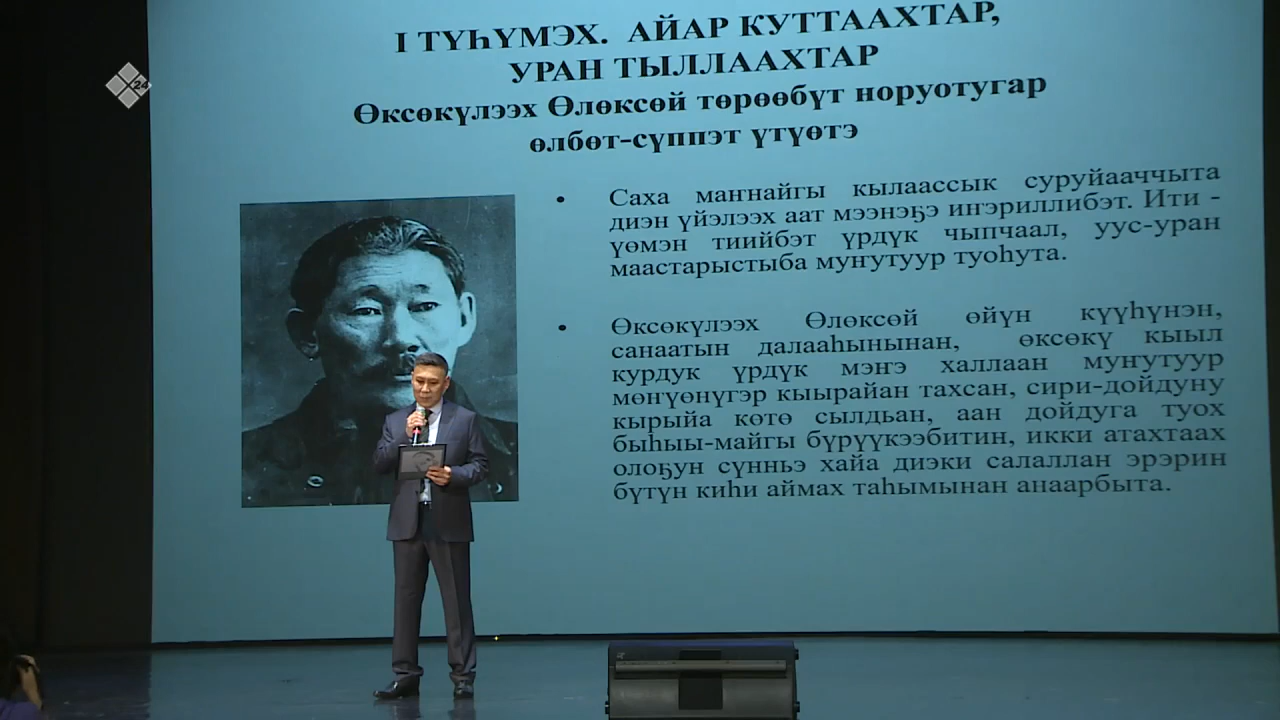 24
I ТҮҺҮМЭХ. АЙАР КУТТААХТАР,
УРАН ТЫЛЛААХТАР
Өксөкүлээх Өлөксөй төрөөбүт норуотугар
өлбөт-сүппэт үтүөтэ
• Саха маҥнайгы кылаассык суруйааччыта
диэн үйэлээх аат мээнэҕэ иҥэриллибэт. Ити -
үөмэн тиийбэт үрдүк чыпчаал, уус-уран
маастарыстыба муҥутуур туоһута.
• Өксөкүлээх Өлөксөй өйүн күүһүнэн,
санаатын далааһынынан, өксөкү кыыл
курдук үрдүк мэҥэ халлаан муҥутуур
мөҥүөнүгэр кыырайан тахсан, сири-дойдуну
кырыйа көтө сылдьан, аан дойдуга туох
быһыы-майгы бүрүүкээбитин, икки атахтаах
олоҕун сүнньэ хайа диэки салаллан эрэрин
бүтүн киһи аймах таһымынан анаарбыта.